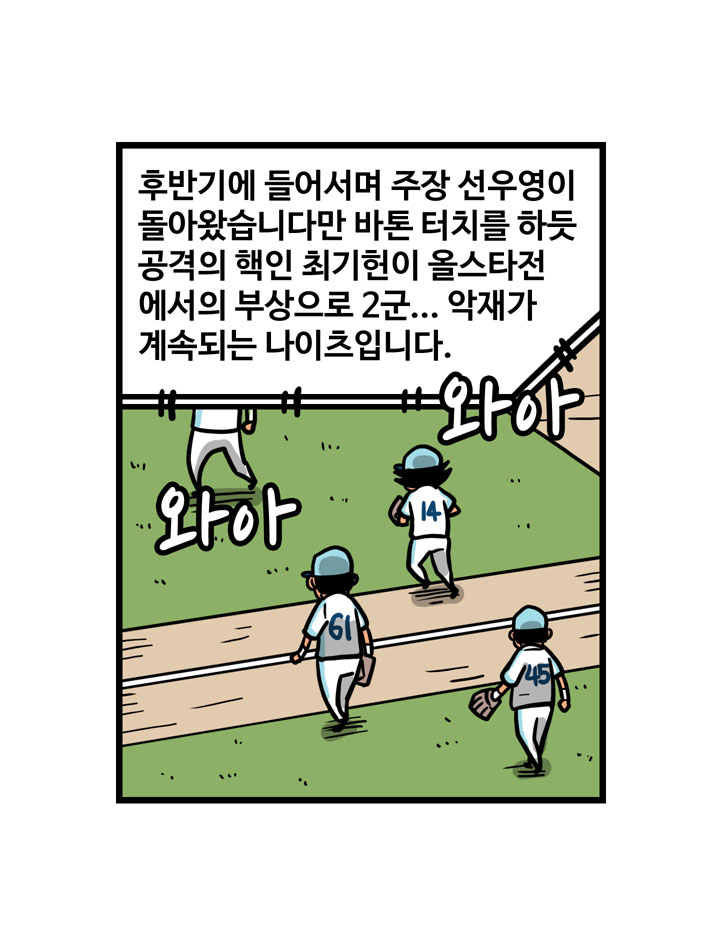 후반기에 들어서며 주장 선우영이
돌아왔습니다만 바톤 터치를 하듯
공격의 핵인 최기헌이 올스타전
에서의 부상으로 2군... 악재가
계속되는 나이츠입니다.
와아
와아
14
61
45